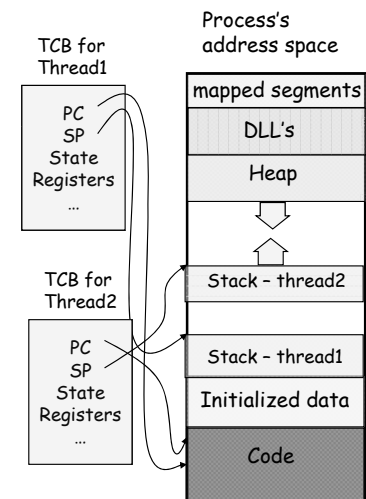 Process's
address space
TCB for
Thread1
PC
SP
State
Registers
...
mapped segments
DLL's
Heap
TCB for
Thread2
PC
SP
State
Registers
...
Stack - thread2
Stack - thread1
Initialized data
Code